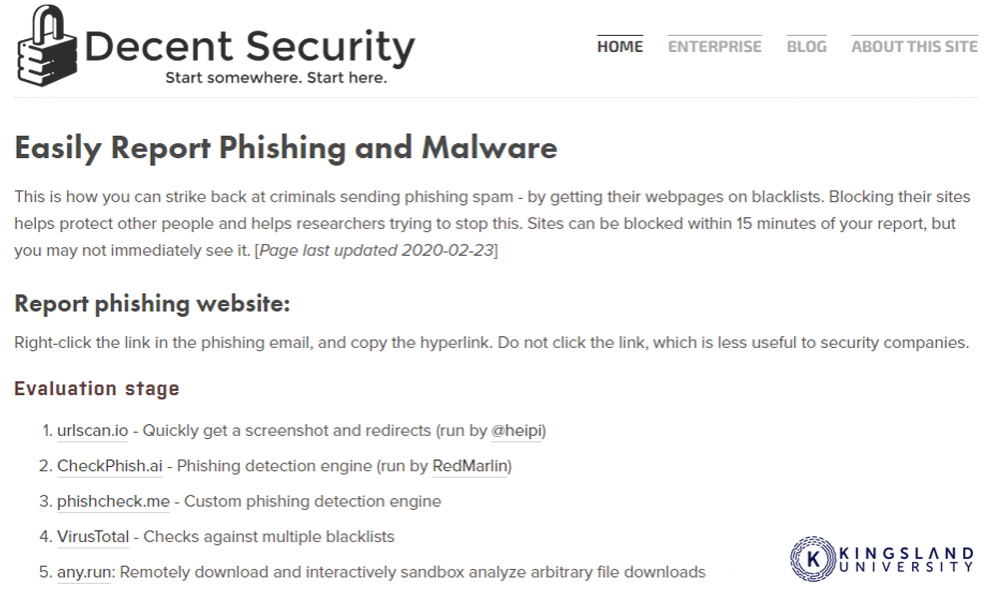 Decent Security
Start somewhere. Start here.
HOME ENTERPRISE BLOG ABOUT THIS SITE
Easily Report Phishing and Malware
This is how you can strike back at criminals sending phishing spam - by getting their webpages on blacklists. Blocking their sites
helps protect other people and helps researchers trying to stop this. Sites can be blocked within 15 minutes of your report, but
you may not immediately see it. [Page last updated 2020-02-23]
Report phishing website:
Right-click the link in the phishing email, and copy the hyperlink. Do not click the link, which is less useful to security companies.
Evaluation stage
1. urlscan.io - Quickly get a screenshot and redirects (run by @heipi)
2. CheckPhish.ai - Phishing detection engine (run by RedMarlin)
3. phishcheck.me - Custom phishing detection engine
4. VirusTotal - Checks against multiple blacklists
5. any.run: Remotely download and interactively sandbox analyze arbitrary file downloads
K
KINGSLAND
UNIVERSITY